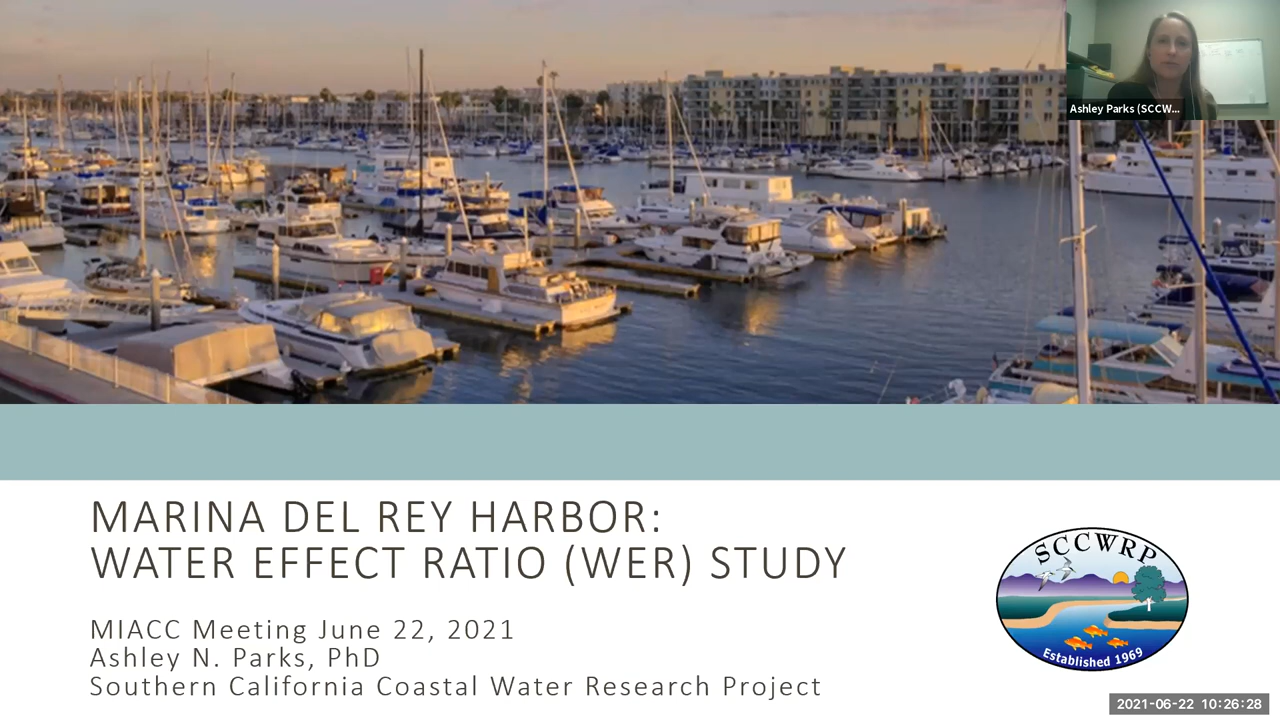 Ashley Parks (SCCW...
MARINA DEL REY HARBOR:
WATER EFFECT RATIO (WER) STUDY
MIACC Meeting June 22, 2021
Ashley N. Parks, PhD
Southern California Coastal Water Research Project
SCCWRP
Established 1969
2021-06-22 10:26:28